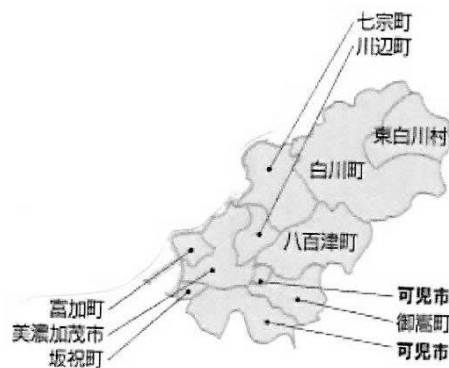 七宗町
川辺町
東白川村
白川町
八百津町
富加町
美濃加茂市
坂祝町
可児市
御嵩町
可児市